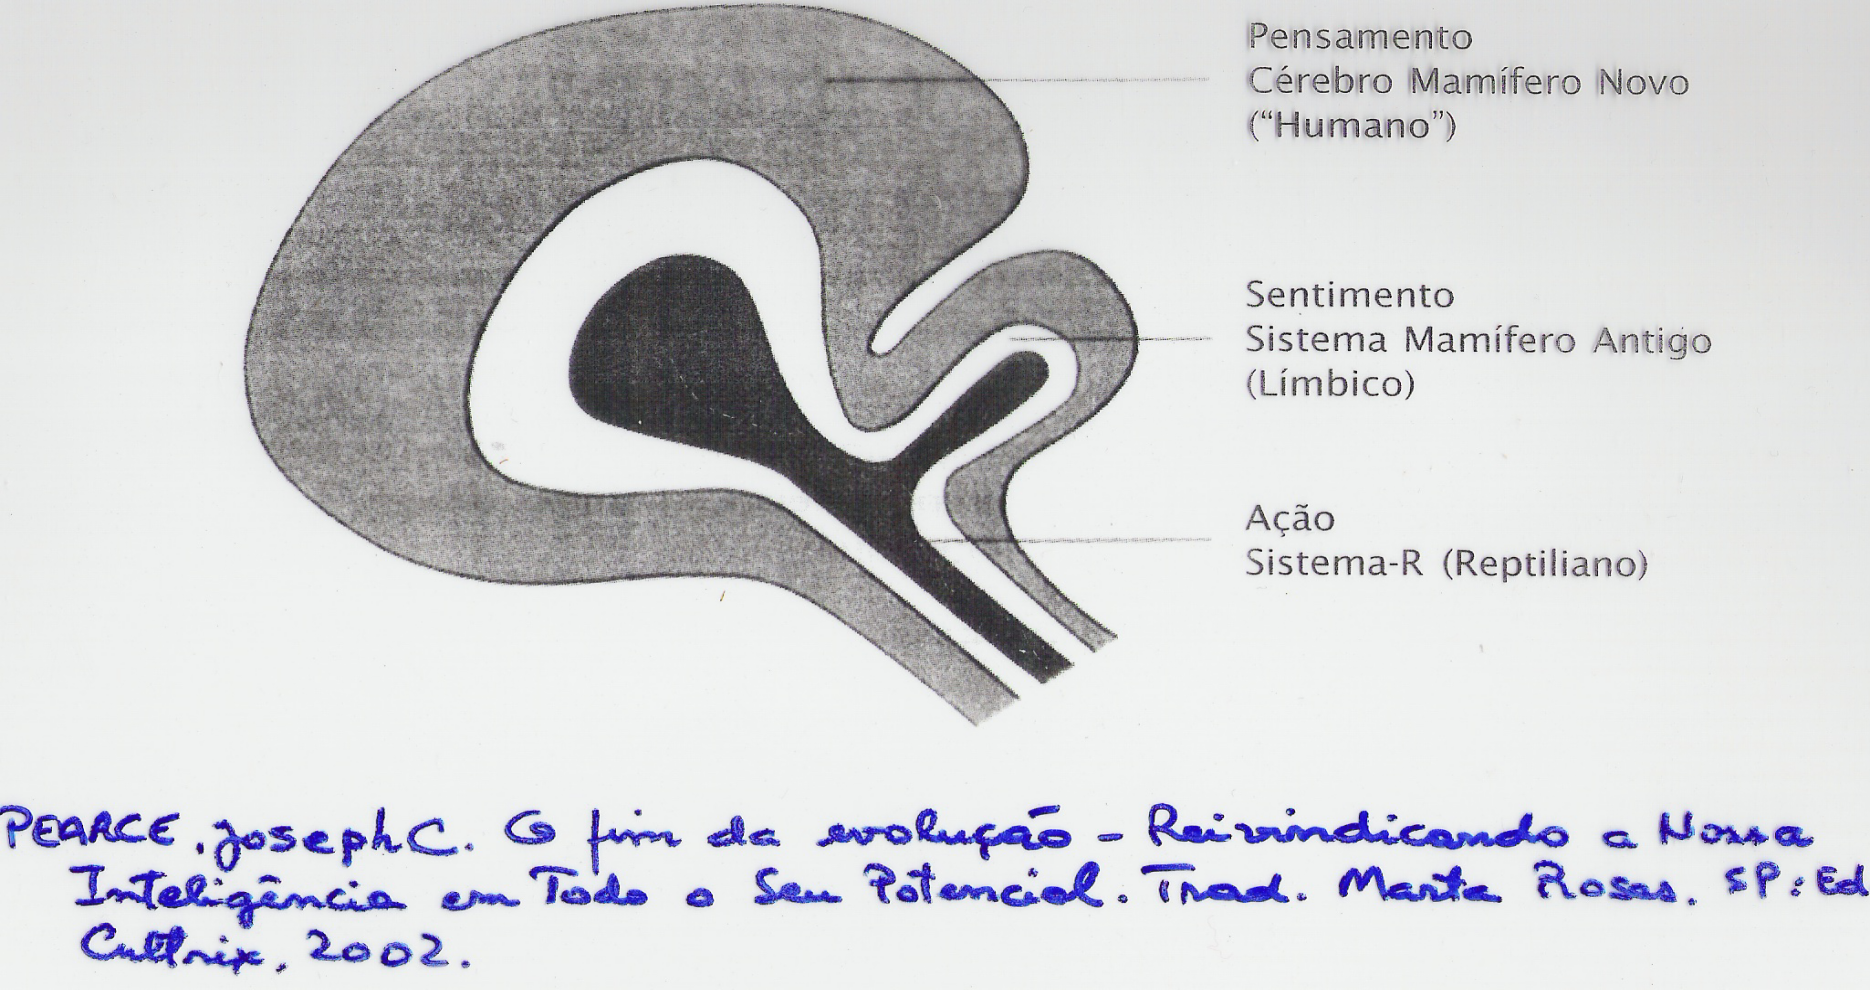 Pensamento
Cérebro Mamífero Novo
(“Humano”)
Sentimento
Sistema Mamífero Antigo
(Límbico)
Ação
Sistema-R (Reptiliano)
PEARCE, Joseph C. O fim da evolução - Reivindicando a Nossa
Inteligência em Todo o Seu Potencial. Trad. Marta Rosas. SP: Ed
Cultrix, 2002.